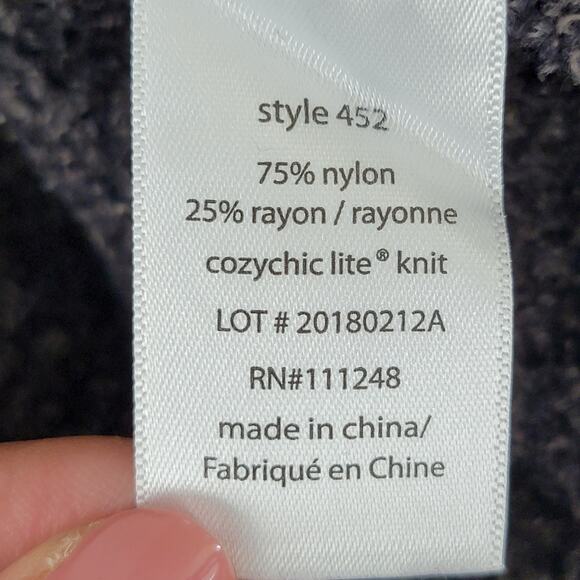 style 452
75% nylon
25% rayon / rayonne
cozychic lite® knit
LOT # 20180212A
RN#111248
made in china/
Fabriqué en Chine